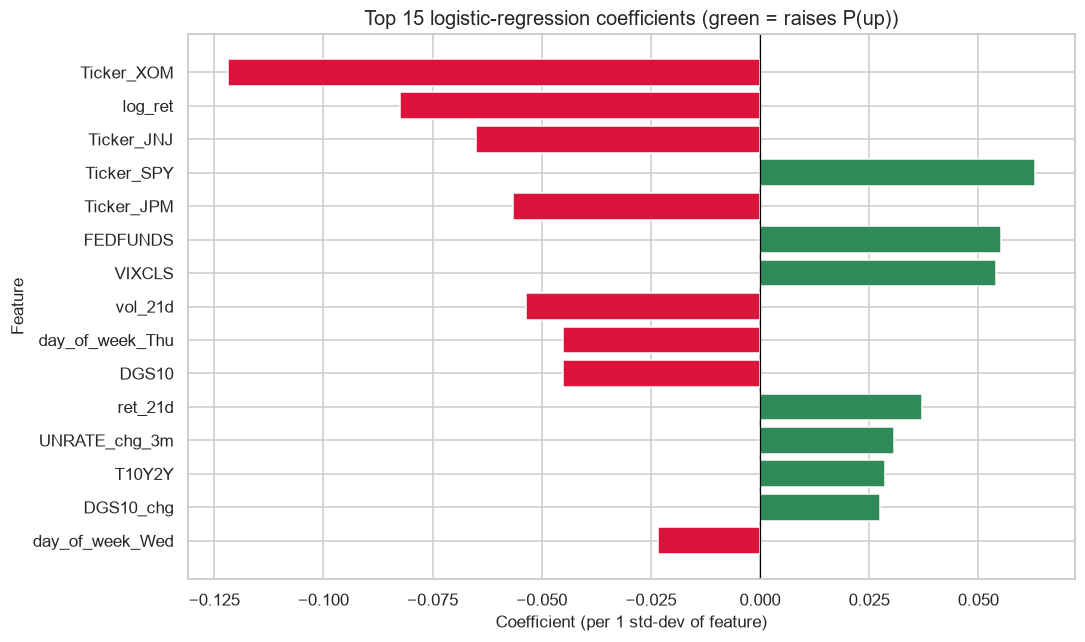 Top 15 logistic-regression coefficients (green = raises P(up))
Feature
Ticker_XOM
log_ret
Ticker_JNJ
Ticker_SPY
Ticker_JPM
FEDFUNDS
VIXCLS
vol_21d
day_of_week_Thu
DGS10
ret_21d
UNRATE_chg_3m
T10Y2Y
DGS10_chg
day_of_week_Wed
−0.125 −0.100 −0.075 −0.050 −0.025 0.000 0.025 0.050
Coefficient (per 1 std-dev of feature)